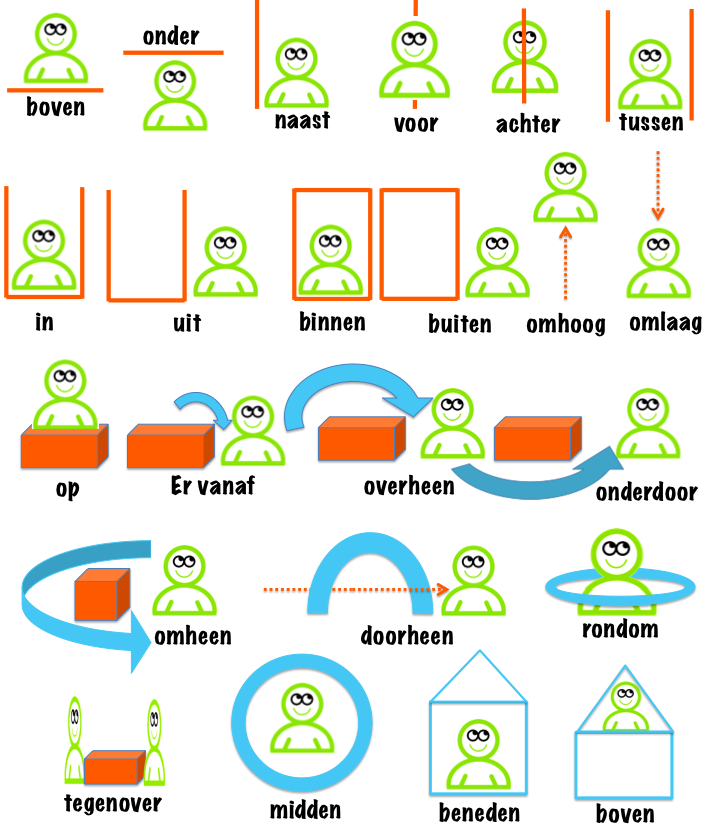 onder
boven
naast
voor
achter
tussen
in
uit
binnen
buiten
omhoog
omlaag
op
Er vanaf
overheen
onderdoor
omheen
doorheen
rondom
tegenover
midden
beneden
boven